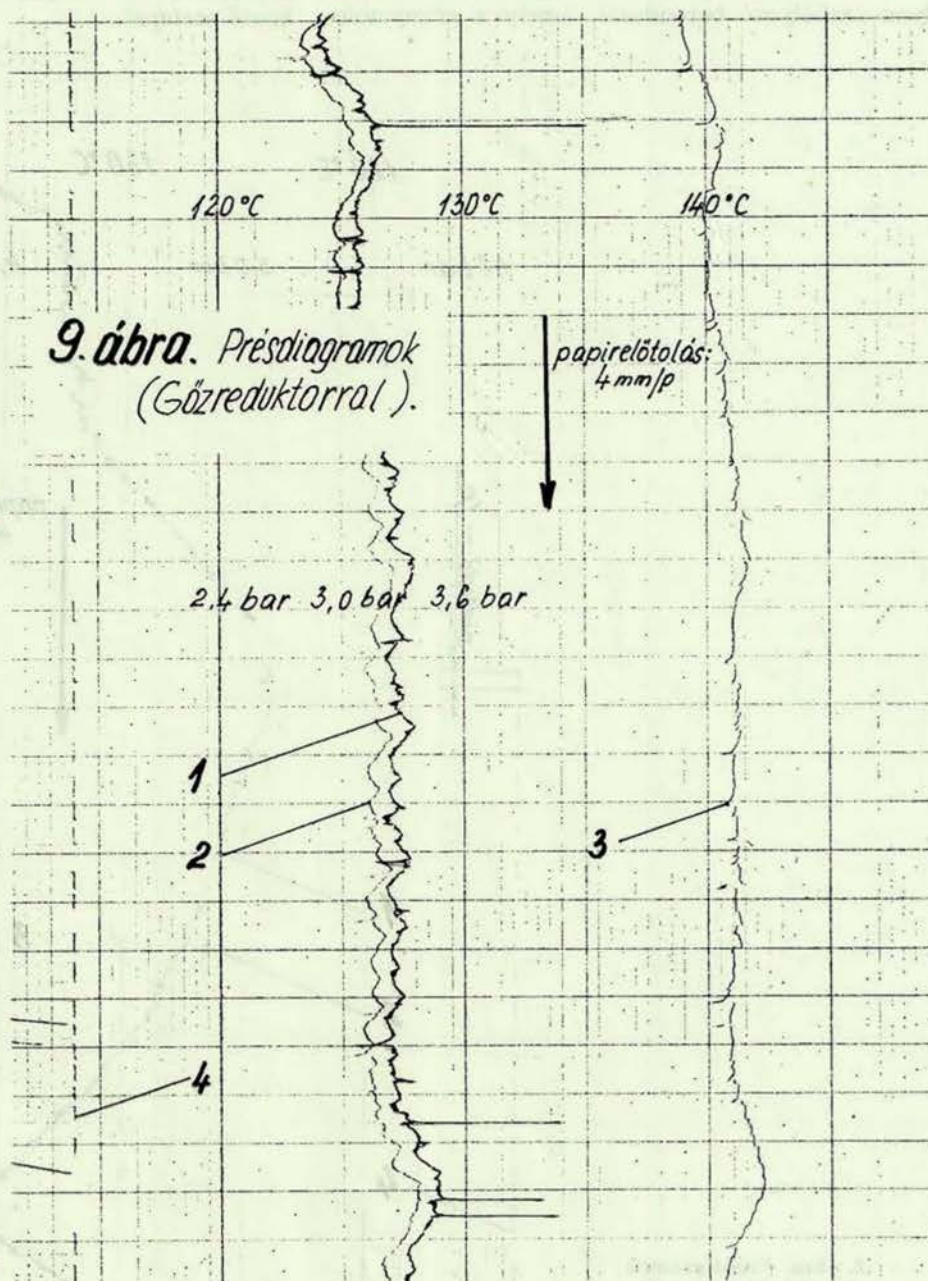 120°C 130°C 140°C
9. ábra. Présdiagramok
(Gőzreduktorral).
papirelőtolás:
4 mm/p
2,4 bar 3,0 bar 3,6 bar
1
2
3
4